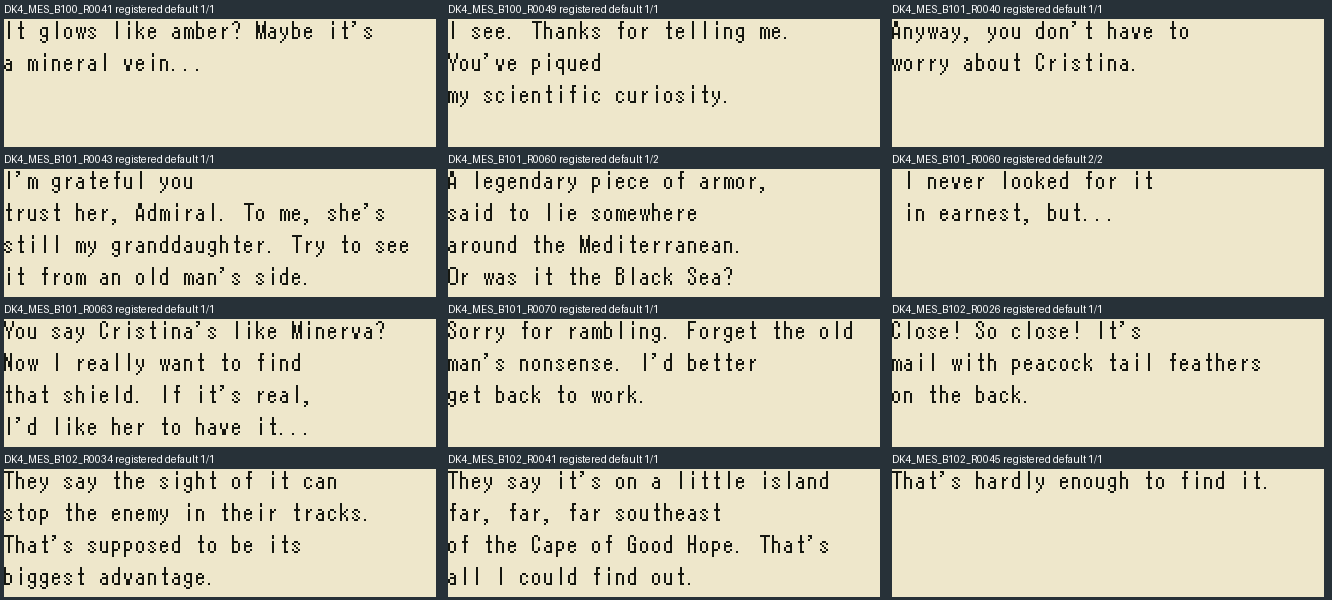 DK4_MES_B100_R0041 registered default 1/1
It glows like amber? Maybe it's
a mineral vein...
DK4_MES_B100_R0049 registered default 1/1
I see. Thanks for telling me.
You've piqued
my scientific curiosity.
DK4_MES_B101_R0040 registered default 1/1
Anyway, you don't have to
worry about Cristina.
DK4_MES_B101_R0043 registered default 1/1
I'm grateful you
trust her, Admiral. To me, she's
still my granddaughter. Try to see
it from an old man's side.
DK4_MES_B101_R0060 registered default 1/2
A legendary piece of armor,
said to lie somewhere
around the Mediterranean.
Or was it the Black Sea?
DK4_MES_B101_R0060 registered default 2/2
I never looked for it
in earnest, but...
DK4_MES_B101_R0063 registered default 1/1
You say Cristina's like Minerva?
Now I really want to find
that shield. If it's real,
I'd like her to have it...
DK4_MES_B101_R0070 registered default 1/1
Sorry for rambling. Forget the old
man's nonsense. I'd better
get back to work.
DK4_MES_B102_R0026 registered default 1/1
Close! So close! It's
mail with peacock tail feathers
on the back.
DK4_MES_B102_R0034 registered default 1/1
They say the sight of it can
stop the enemy in their tracks.
That's supposed to be its
biggest advantage.
DK4_MES_B102_R0041 registered default 1/1
They say it's on a little island
far, far, far southeast
of the Cape of Good Hope. That's
all I could find out.
DK4_MES_B102_R0045 registered default 1/1
That's hardly enough to find it.